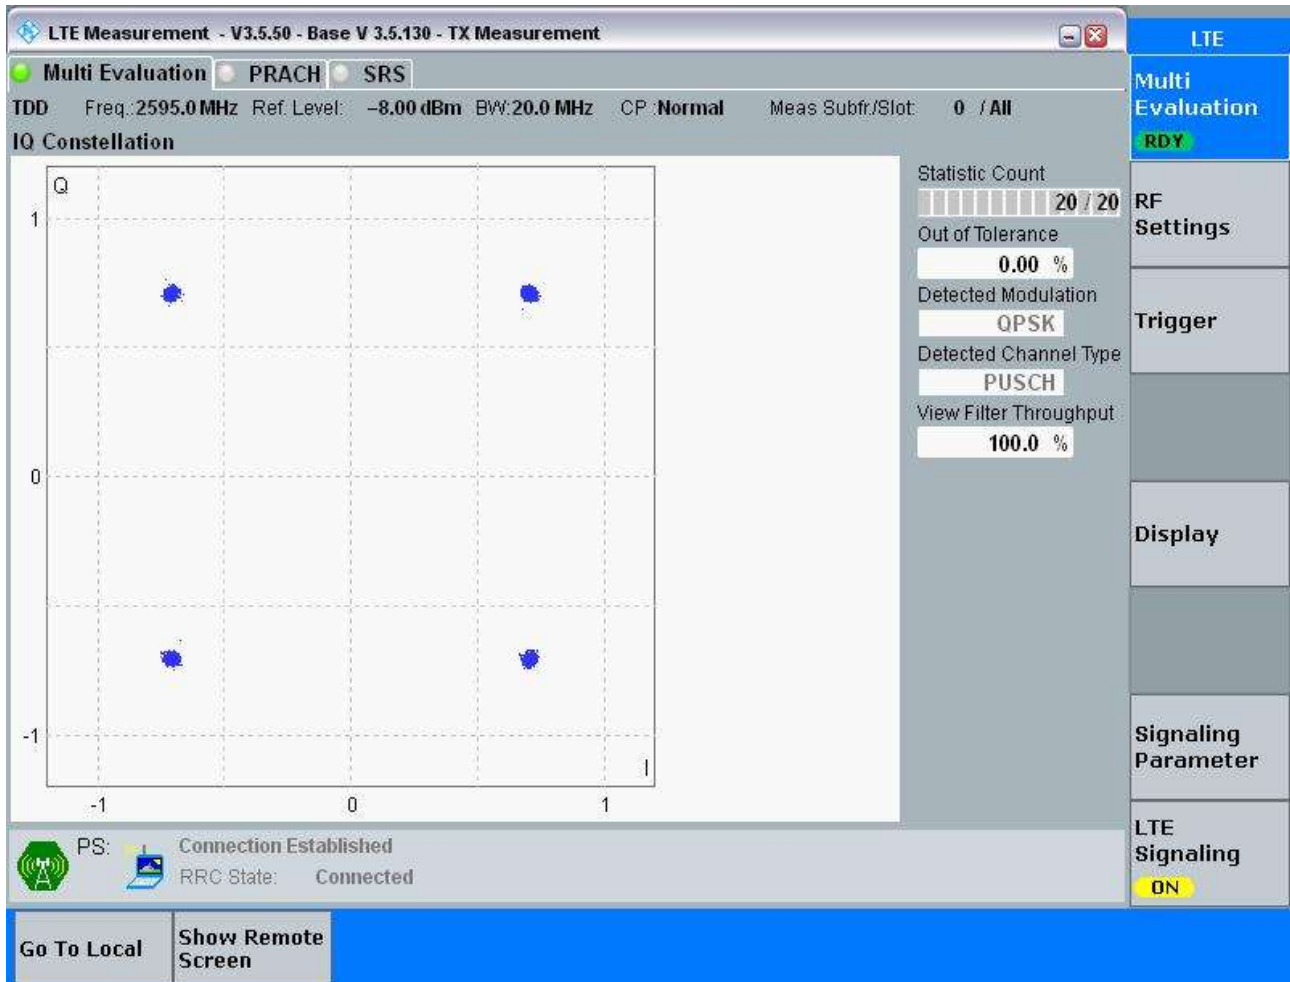 LTE Measurement - V3.5.50 - Base V 3.5.130 - TX Measurement
LTE
Multi Evaluation PRACH SRS
TDD Freq.:2595.0 MHz Ref. Level: -8.00 dBm BW:20.0 MHz CP :Normal Meas Subfr./Slot: 0 / All
IQ Constellation
Q
1
0
-1
I
-1 0 1
Statistic Count
20 / 20
Out of Tolerance
0.00 %
Detected Modulation
QPSK
Detected Channel Type
PUSCH
View Filter Throughput
100.0 %
Multi
Evaluation
RDY
RF
Settings
Trigger
Display
Signaling
Parameter
LTE
Signaling
ON
PS: Connection Established
RRC State: Connected
Go To Local
Show Remote
Screen